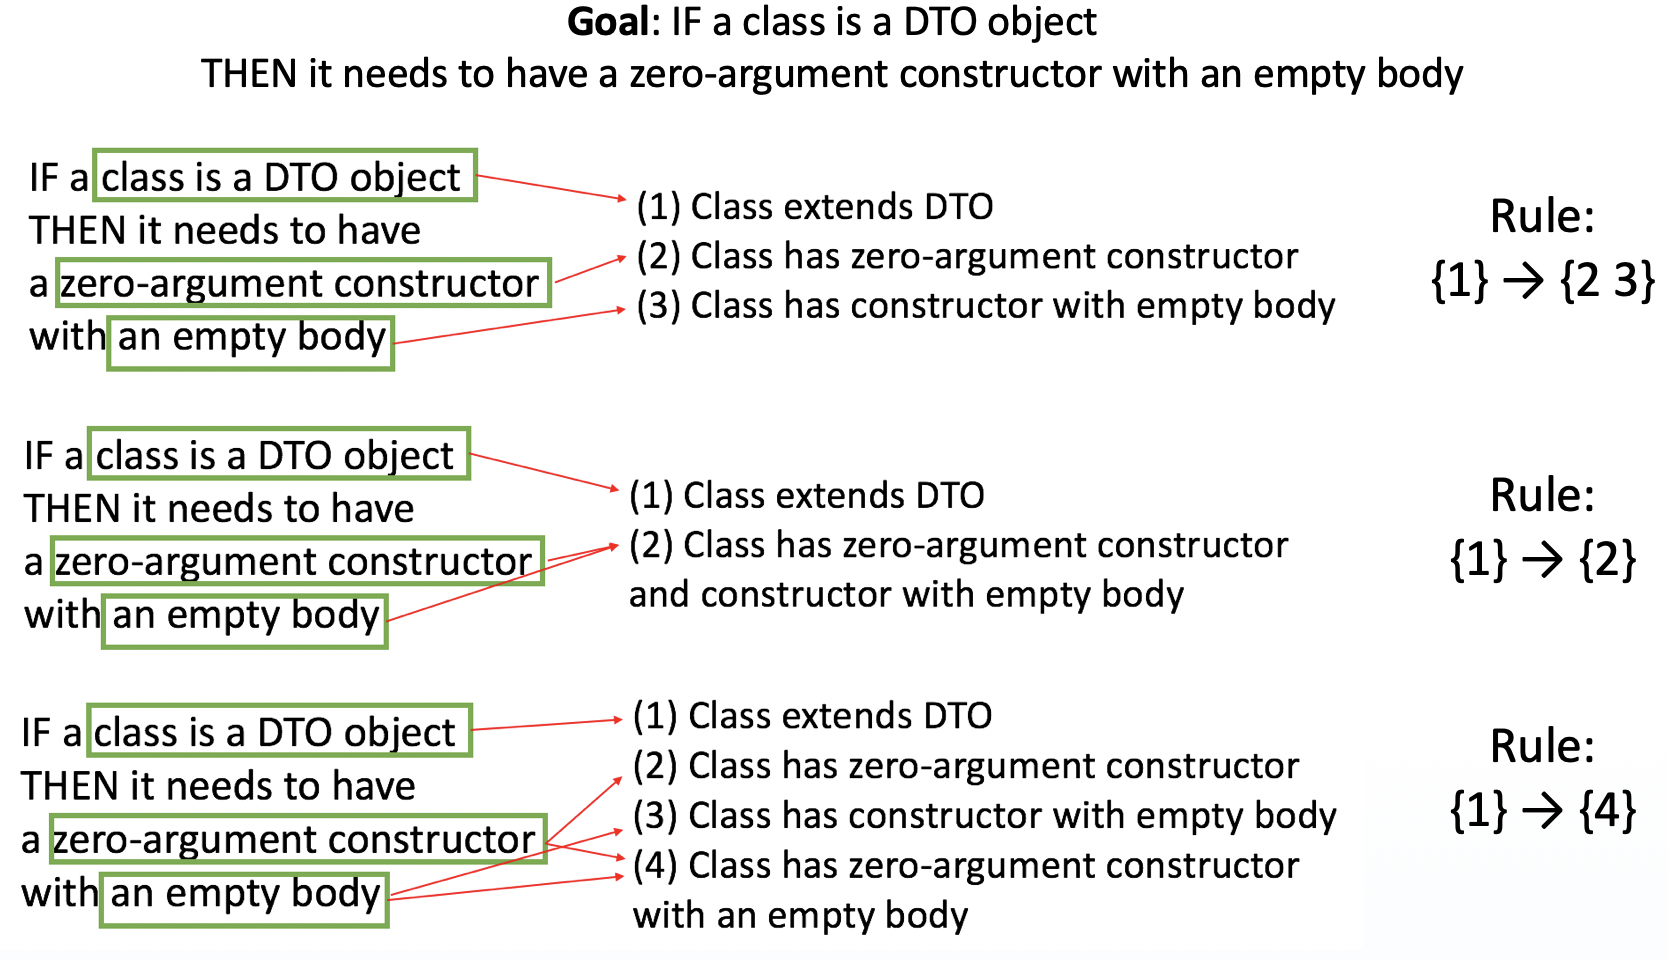 Goal: IF a class is a DTO object
THEN it needs to have a zero-argument constructor with an empty body
IF a class is a DTO object
THEN it needs to have
a zero-argument constructor
with an empty body
(1) Class extends DTO
(2) Class has zero-argument constructor
(3) Class has constructor with empty body
Rule:
{1} → {2 3}
IF a class is a DTO object
THEN it needs to have
a zero-argument constructor
with an empty body
(1) Class extends DTO
(2) Class has zero-argument constructor
and constructor with empty body
Rule:
{1} → {2}
IF a class is a DTO object
THEN it needs to have
a zero-argument constructor
with an empty body
(1) Class extends DTO
(2) Class has zero-argument constructor
(3) Class has constructor with empty body
(4) Class has zero-argument constructor
with an empty body
Rule:
{1} → {4}